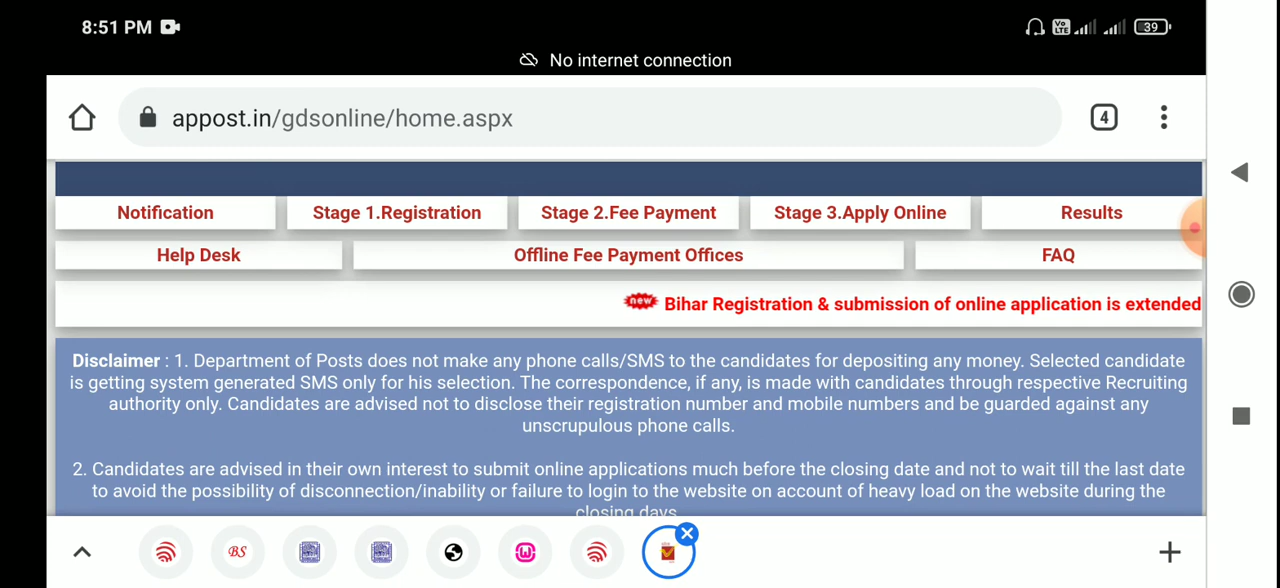 8:51 PM
Vo LTE
39
No internet connection
appost.in/gdsonline/home.aspx
4
Notification
Stage 1.Registration
Stage 2.Fee Payment
Stage 3.Apply Online
Results
Help Desk
Offline Fee Payment Offices
FAQ
new Bihar Registration & submission of online application is extended
Disclaimer : 1. Department of Posts does not make any phone calls/SMS to the candidates for depositing any money. Selected candidate
is getting system generated SMS only for his selection. The correspondence, if any, is made with candidates through respective Recruiting
authority only. Candidates are advised not to disclose their registration number and mobile numbers and be guarded against any
unscrupulous phone calls.
2. Candidates are advised in their own interest to submit online applications much before the closing date and not to wait till the last date
to avoid the possibility of disconnection/inability or failure to login to the website on account of heavy load on the website during the
closing days.
BS